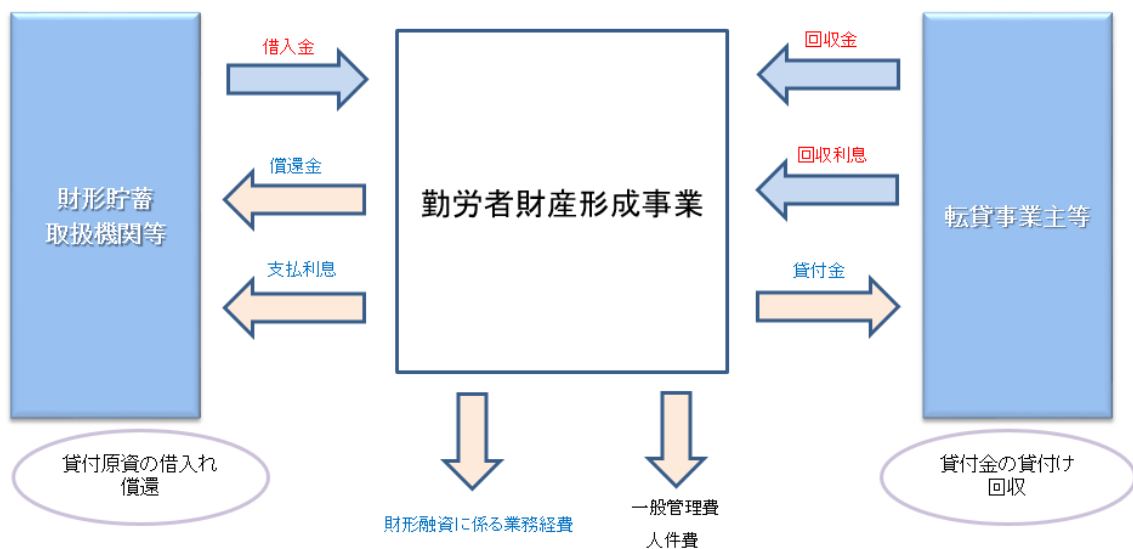 借入金
償還金
支払利息
財形貯蓄
取扱機関等
貸付原資の借入れ
償還
勤労者財産形成事業
財形融資に係る業務経費
一般管理費
人件費
回収金
回収利息
貸付金
転貸事業主等
貸付金の貸付け
回収